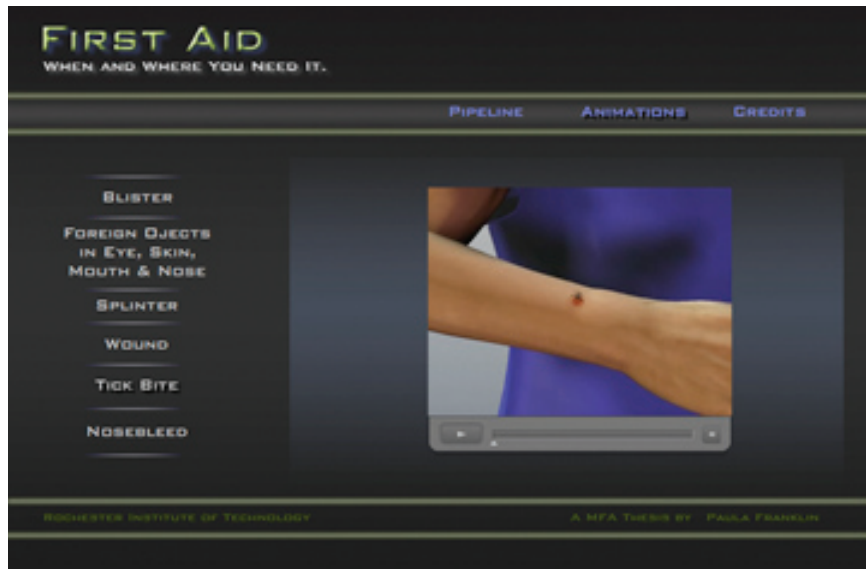 First Aid
When and Where You Need It.
Pipeline Animations Credits
Blister
Foreign Ojects
in Eye, Skin,
Mouth & Nose
Splinter
Wound
Tick Bite
Nosebleed
Rochester Institute of Technology A MFA Thesis by Paula Franklin